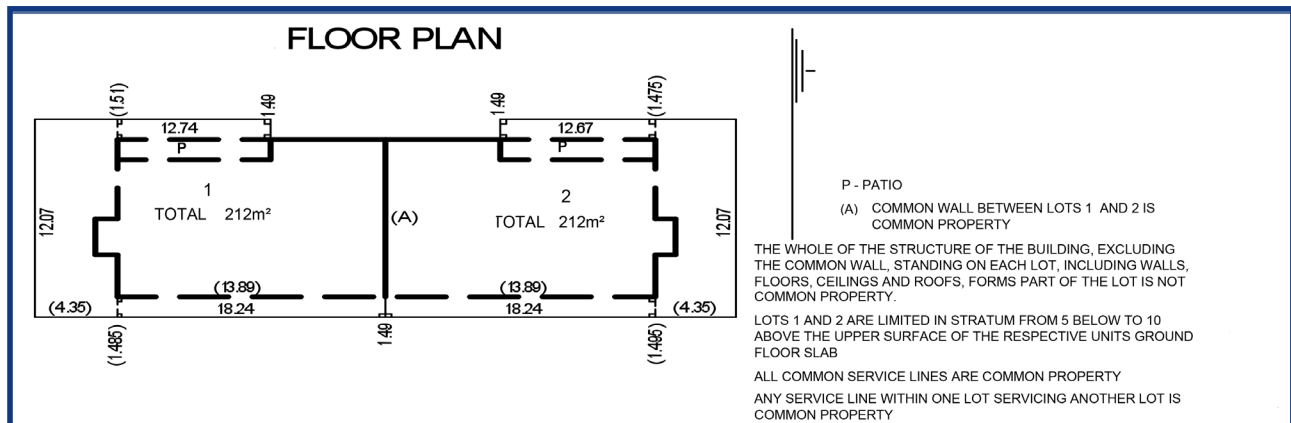 FLOOR PLAN
(1.51)
1.49
1.49
(1.475)
12.74
12.67
P
P
1
TOTAL 212m²
2
TOTAL 212m²
(A)
12.07
12.07
(13.89)
(13.89)
(4.35)
18.24
18.24
(4.35)
(1.485)
1.49
(1.495)
P - PATIO
(A) COMMON WALL BETWEEN LOTS 1 AND 2 IS
COMMON PROPERTY
THE WHOLE OF THE STRUCTURE OF THE BUILDING, EXCLUDING
THE COMMON WALL, STANDING ON EACH LOT, INCLUDING WALLS,
FLOORS, CEILINGS AND ROOFS, FORMS PART OF THE LOT IS NOT
COMMON PROPERTY.
LOTS 1 AND 2 ARE LIMITED IN STRATUM FROM 5 BELOW TO 10
ABOVE THE UPPER SURFACE OF THE RESPECTIVE UNITS GROUND
FLOOR SLAB
ALL COMMON SERVICE LINES ARE COMMON PROPERTY
ANY SERVICE LINE WITHIN ONE LOT SERVICING ANOTHER LOT IS
COMMON PROPERTY